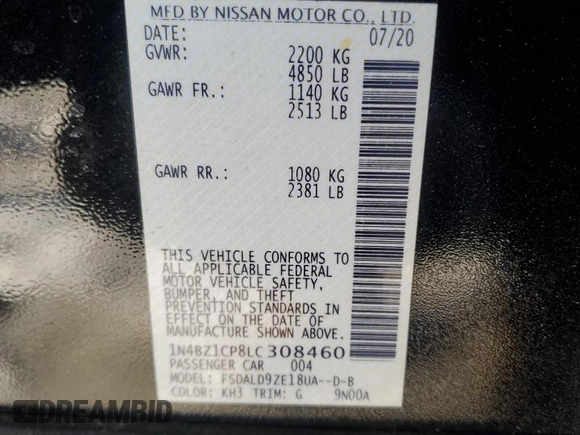 MFD BY NISSAN MOTOR CO., LTD.
DATE: 07/20
GVWR: 2200 KG
4850 LB
GAWR FR.: 1140 KG
2513 LB
GAWR RR.: 1080 KG
2381 LB
THIS VEHICLE CONFORMS TO
ALL APPLICABLE FEDERAL
MOTOR VEHICLE SAFETY,
BUMPER, AND THEFT
PREVENTION STANDARDS IN
EFFECT ON THE DATE OF
MANUFACTURE SHOWN ABOVE.
1N4BZ1CP8LC308460
PASSENGER CAR 004
MODEL: FSDALD9ZE18UA--D-B
COLOR: KH3 TRIM: G 9N00A
DREAMBID